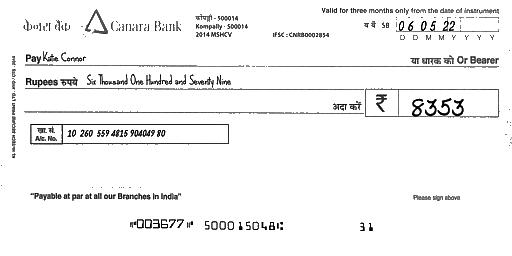 केनरा बैंक Canara Bank
कोंपल्ली - 500014
Kompally - 500014
2014 MSHCV
IFSC : CNRB0002854
Valid for three months only from the date of instrument
SB 06 05 22
D D M M Y Y Y Y
Pay Katie Connor या धारक को Or Bearer
Rupees रुपये Six Thousand One Hundred and Seventy Nine
अदा करें ₹ 8353
खा. सं.
A/c. No. 10 260 559 4815 904049 80
"Payable at par at all our Branches in India"
Please sign above
⑈003677⑈ 500015048⑆ 31